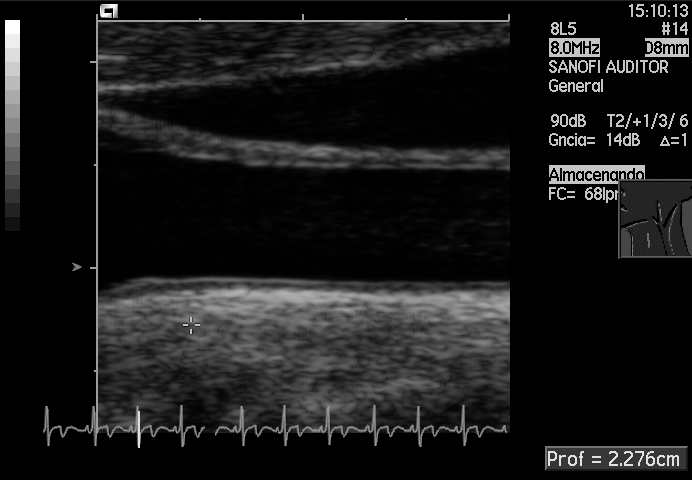 15:10:13
8L5 #14
8.0MHz D8mm
SANOFI AUDITOR
General
90dB T2/+1/3/ 6
Gncia= 14dB Δ=1
Almacenando
FC= 68lpm
Prof = 2.276cm